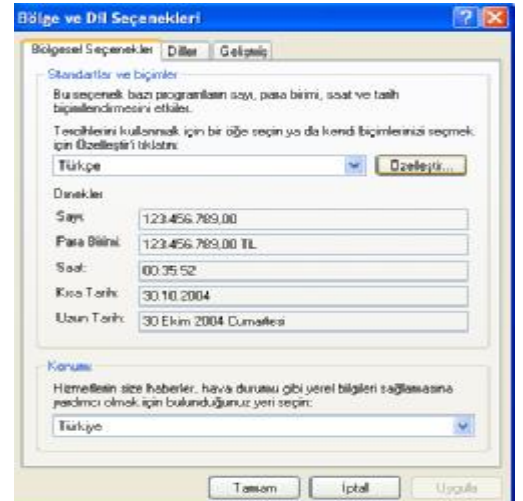 Bölge ve Dil Seçenekleri
Bölgesel Seçenekler Diller Gelişmiş
Standartlar ve biçimler
Bu seçenek bazı programların sayı, para birimi, saat ve tarih
biçimlendirmesini etkiler.
Tercihlerini kullanmak için bir öğe seçin ya da kendi biçimlerinizi seçmek
için Özelleştir'i tıklatın:
Türkçe Özelleştir...
Örnekler
Sayı: 123.456.789,00
Para Birimi: 123.456.789,00 TL
Saat: 00:35:52
Kısa Tarih: 30.10.2004
Uzun Tarih: 30 Ekim 2004 Cumartesi
Konum
Hizmetlerin size haberler, hava durumu gibi yerel bilgileri sağlamasına
yardımcı olmak için bulunduğunuz yeri seçin:
Türkiye
Tamam İptal Uygula